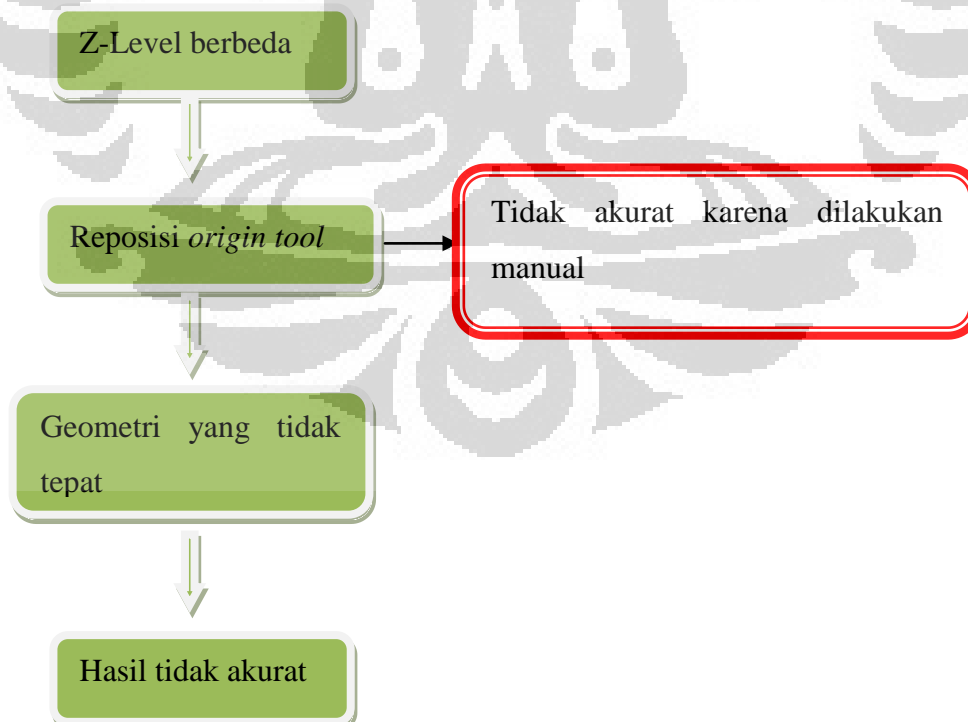 Z-Level berbeda
Reposisi origin tool
Tidak akurat karena dilakukan
manual
Geometri yang tidak
tepat
Hasil tidak akurat